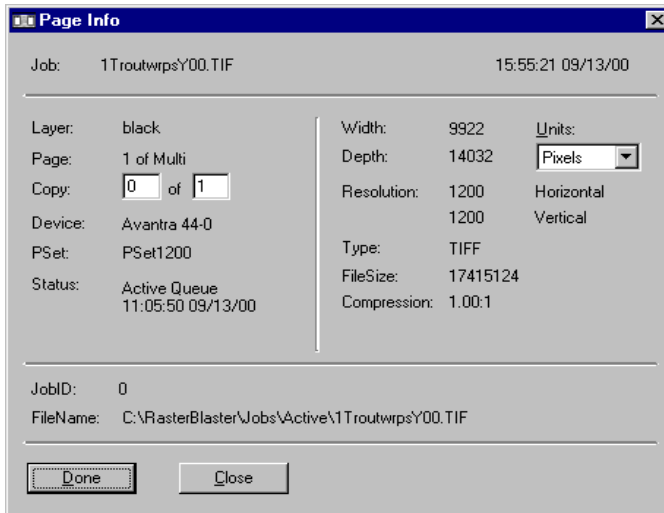 Page Info
Job: 1TroutwrpsY00.TIF 15:55:21 09/13/00
Layer: black
Page: 1 of Multi
Copy: 0 of 1
Device: Avantra 44-0
PSet: PSet1200
Status: Active Queue
11:05:50 09/13/00
Width: 9922 Units:
Depth: 14032 Pixels
Resolution: 1200 Horizontal
1200 Vertical
Type: TIFF
FileSize: 17415124
Compression: 1.00:1
JobID: 0
FileName: C:\RasterBlaster\Jobs\Active\1TroutwrpsY00.TIF
Done Close